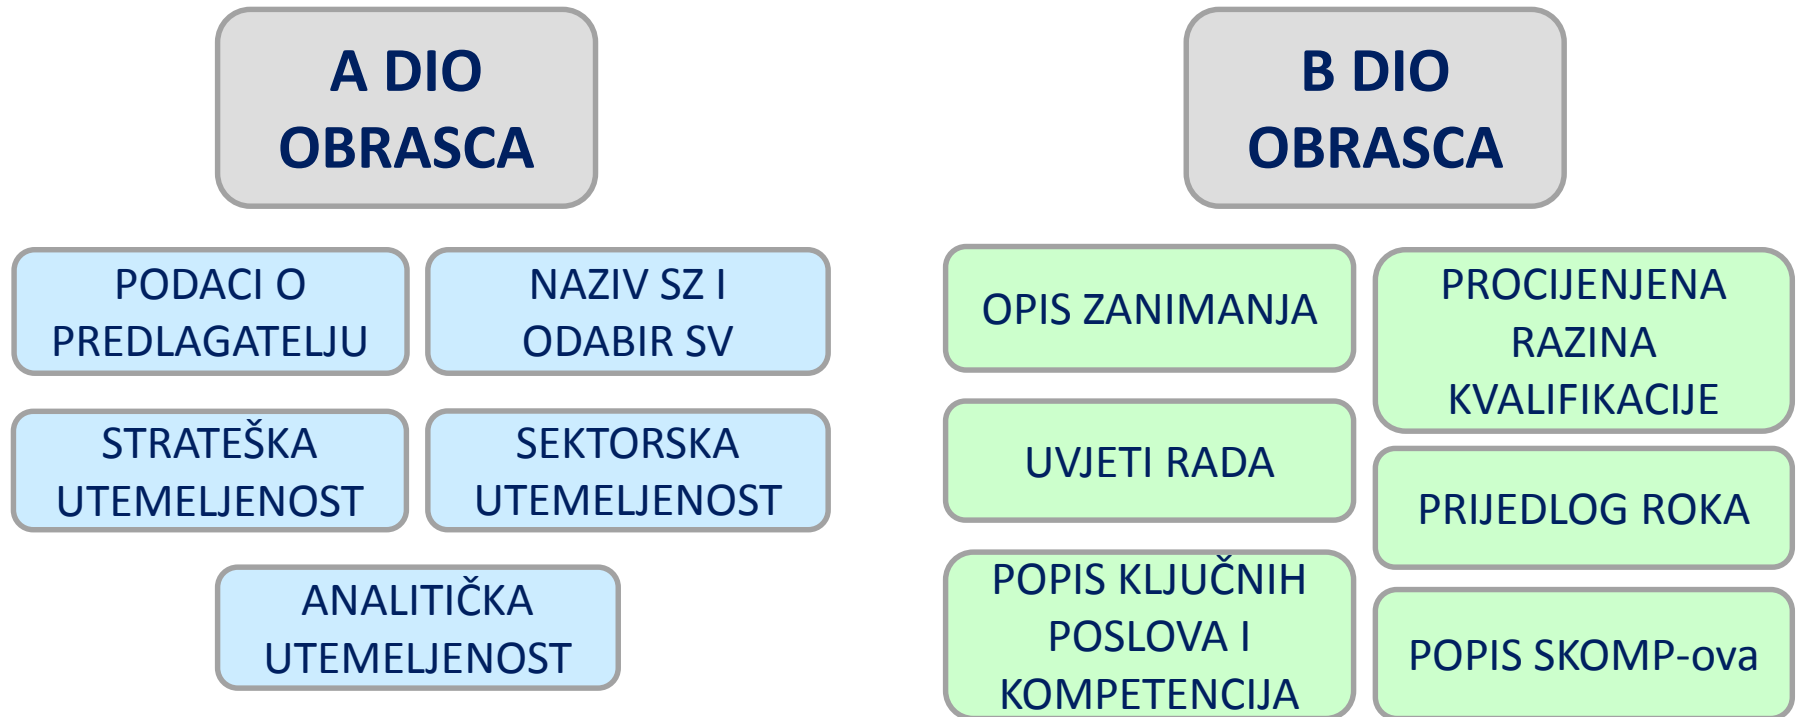 A DIO
OBRASCA
PODACI O
PREDLAGATELJU
NAZIV SZ I
ODABIR SV
STRATEŠKA
UTEMELJENOST
SEKTORSKA
UTEMELJENOST
ANALITIČKA
UTEMELJENOST
B DIO
OBRASCA
OPIS ZANIMANJA
PROCIJENJENA
RAZINA
KVALIFIKACIJE
UVJETI RADA
PRIJEDLOG ROKA
POPIS KLJUČNIH
POSLOVA I
KOMPETENCIJA
POPIS SKOMP-ova